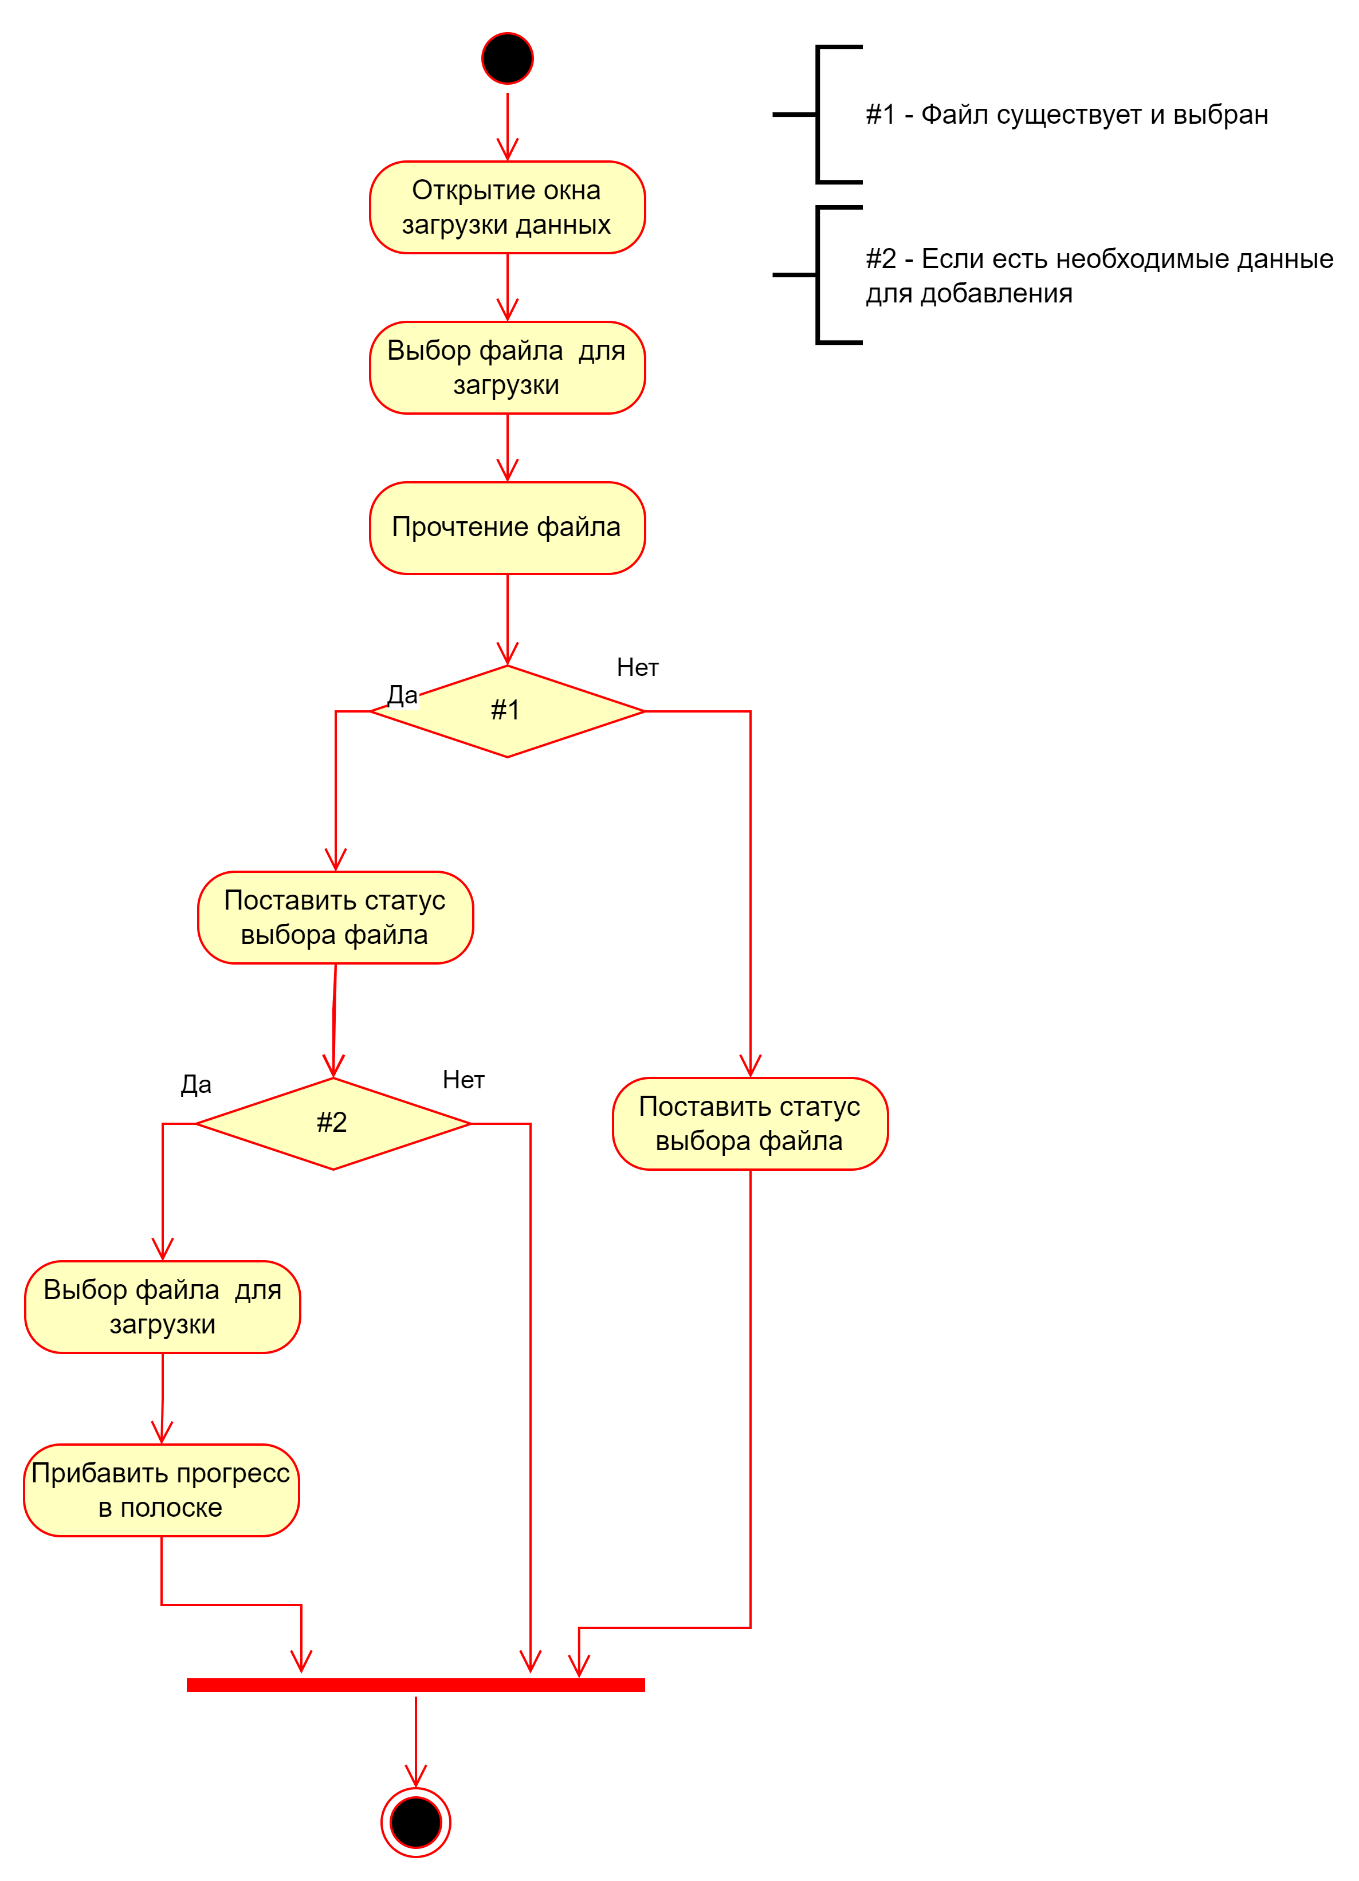 #1 - Файл существует и выбран
Открытие окна
загрузки данных
#2 - Если есть необходимые данные
для добавления
Выбор файла  для
загрузки
Прочтение файла
Да
Нет
#1
Поставить статус
выбора файла
Да
Нет
#2
Поставить статус
выбора файла
Выбор файла  для
загрузки
Прибавить прогресс
в полоске